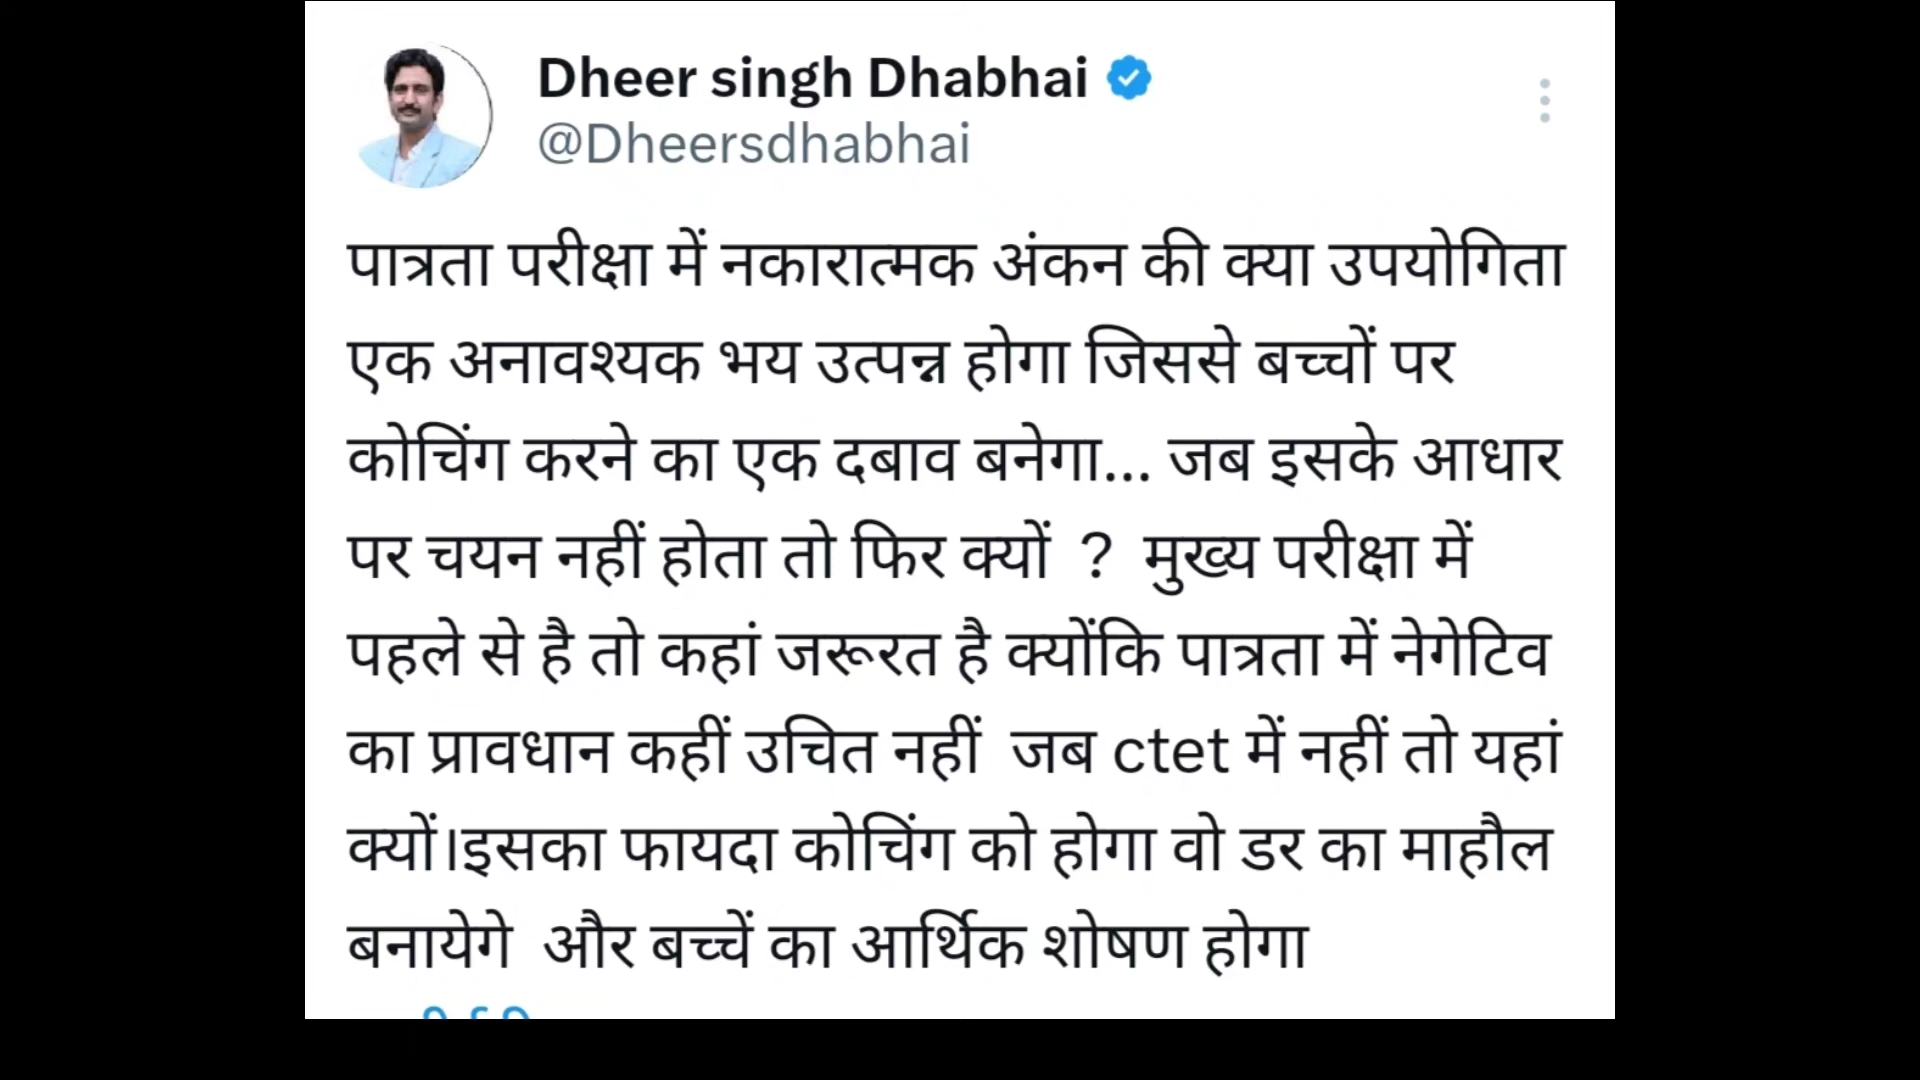 Dheer singh Dhabhai
@Dheersdhabhai
पात्रता परीक्षा में नकारात्मक अंकन की क्या उपयोगिता
एक अनावश्यक भय उत्पन्न होगा जिससे बच्चों पर
कोचिंग करने का एक दबाव बनेगा... जब इसके आधार
पर चयन नहीं होता तो फिर क्यों ? मुख्य परीक्षा में
पहले से है तो कहां जरूरत है क्योंकि पात्रता में नेगेटिव
का प्रावधान कहीं उचित नहीं जब ctet में नहीं तो यहां
क्यों।इसका फायदा कोचिंग को होगा वो डर का माहौल
बनायेगे और बच्चें का आर्थिक शोषण होगा